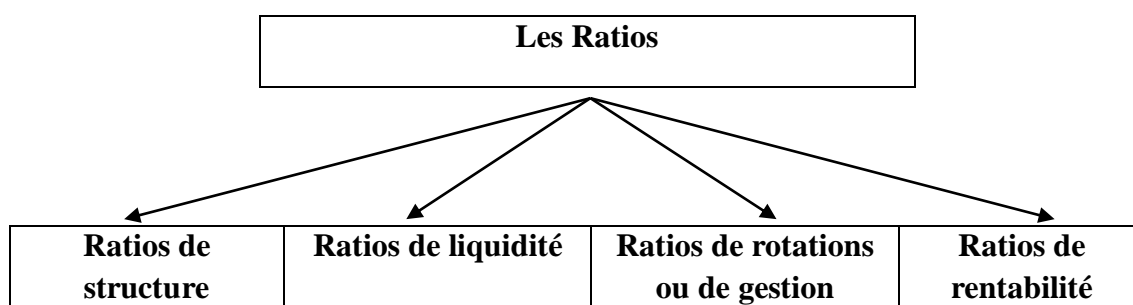 Les Ratios
Ratios de
structure
Ratios de liquidité
Ratios de rotations
ou de gestion
Ratios de
rentabilité